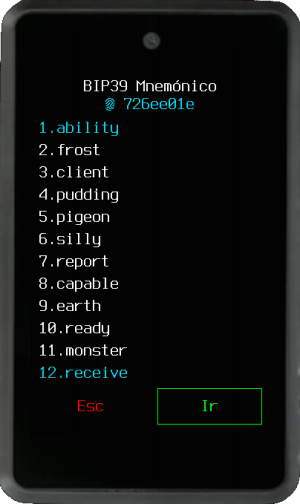 BIP39 Mnemónico
726ee01e
1.ability
2.frost
3.client
4.pudding
5.pigeon
6.silly
7.report
8.capable
9.earth
10.ready
11.monster
12.receive
Esc
Ir